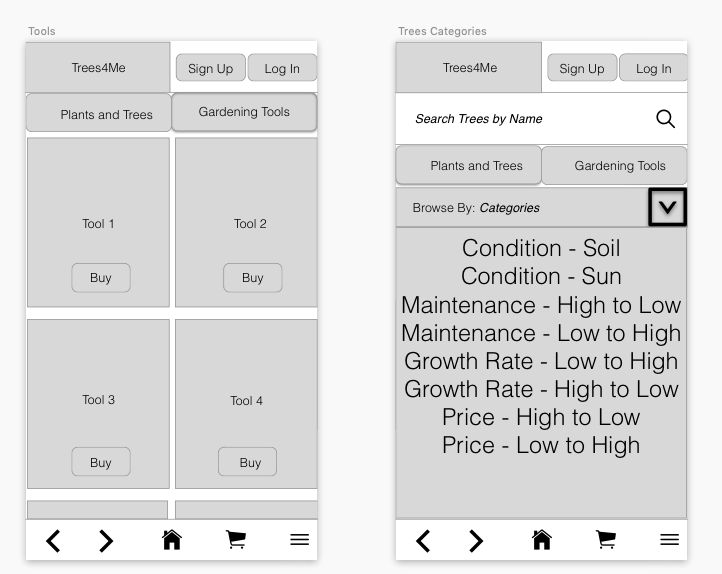 Tools
Trees4Me
Sign Up
Log In
Plants and Trees
Gardening Tools
Tool 1
Buy
Tool 2
Buy
Tool 3
Buy
Tool 4
Buy
Trees Categories
Trees4Me
Sign Up
Log In
Search Trees by Name
Plants and Trees
Gardening Tools
Browse By: Categories
Condition - Soil
Condition - Sun
Maintenance - High to Low
Maintenance - Low to High
Growth Rate - Low to High
Growth Rate - High to Low
Price - High to Low
Price - Low to High